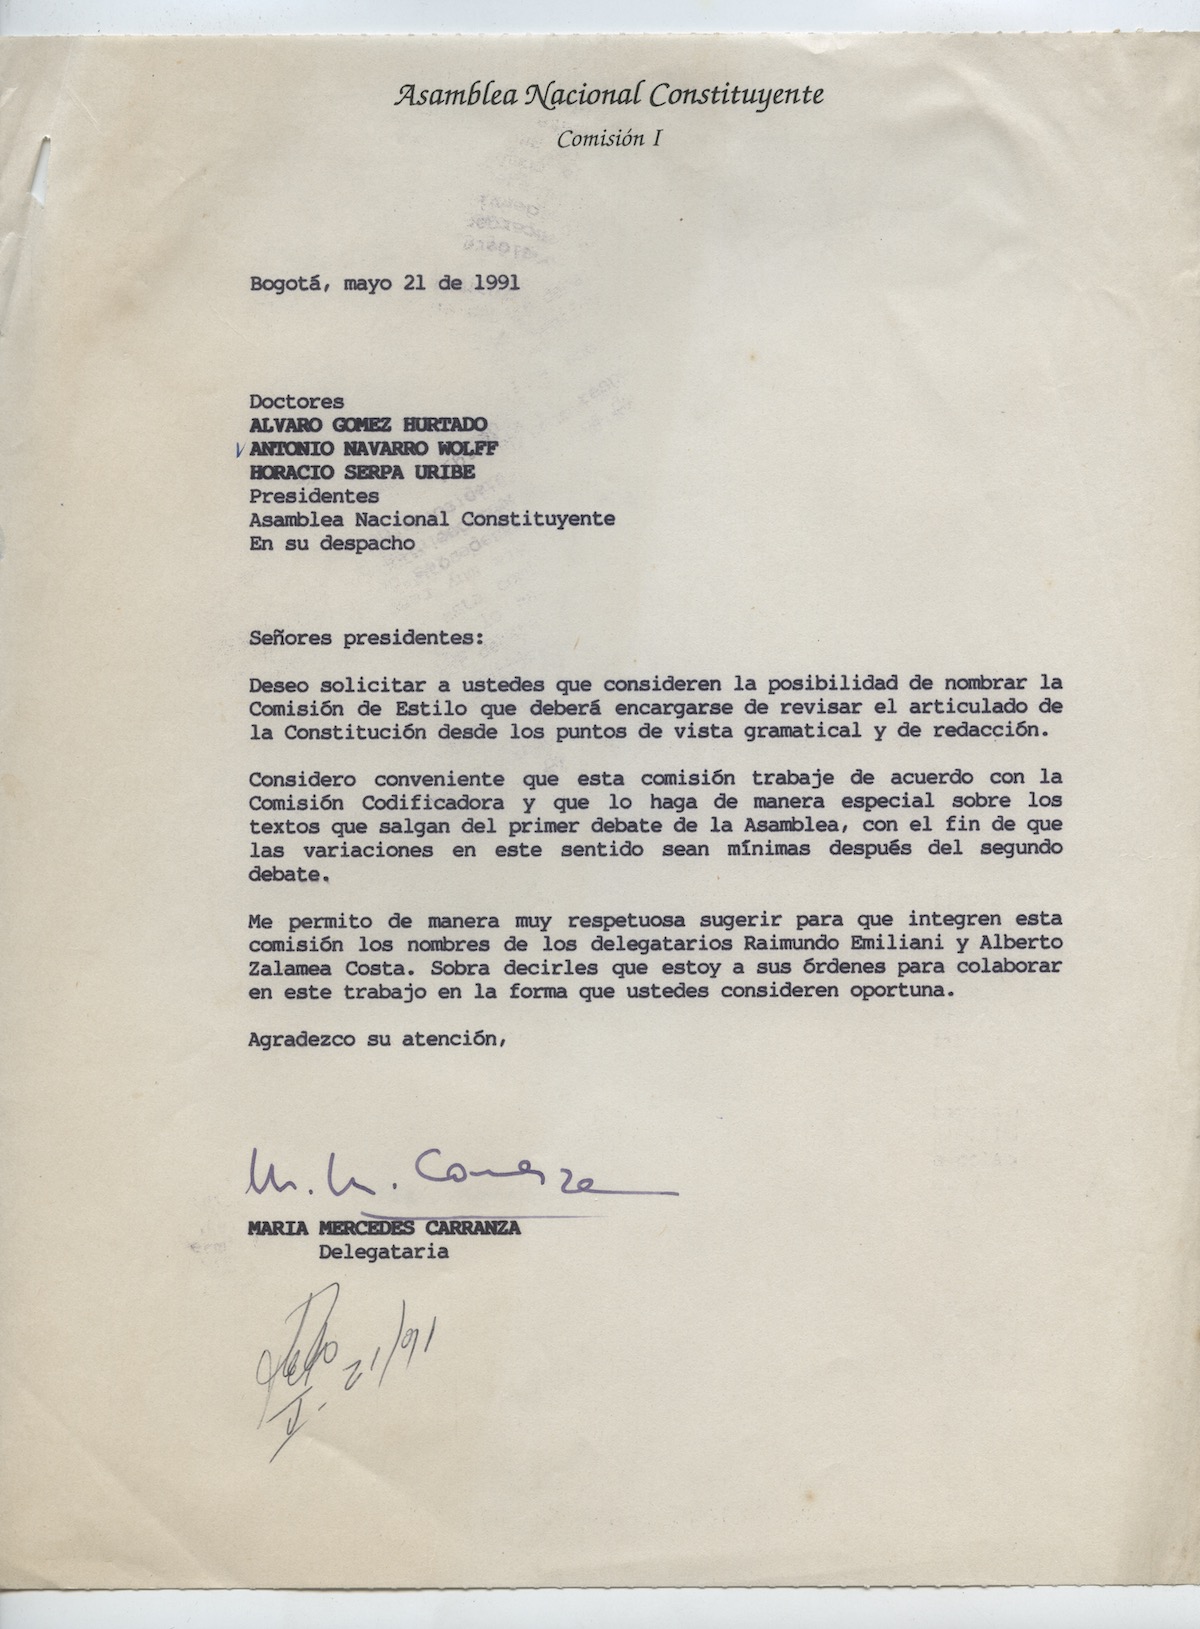 Asamblea Nacional Constituyente
Comisión I
Bogotá, mayo 21 de 1991
Doctores
ALVARO GOMEZ HURTADO
ANTONIO NAVARRO WOLFF
HORACIO SERPA URIBE
Presidentes
Asamblea Nacional Constituyente
En su despacho
Señores presidentes:
Deseo solicitar a ustedes que consideren la posibilidad de nombrar la
Comisión de Estilo que deberá encargarse de revisar el articulado de
la Constitución desde los puntos de vista gramatical y de redacción.
Considero conveniente que esta comisión trabaje de acuerdo con la
Comisión Codificadora y que lo haga de manera especial sobre los
textos que salgan del primer debate de la Asamblea, con el fin de que
las variaciones en este sentido sean mínimas después del segundo
debate.
Me permito de manera muy respetuosa sugerir para que integren esta
comisión los nombres de los delegatarios Raimundo Emiliani y Alberto
Zalamea Costa. Sobra decirles que estoy a sus órdenes para colaborar
en este trabajo en la forma que ustedes consideren oportuna.
Agradezco su atención,
M. M. Carranza
MARIA MERCEDES CARRANZA
Delegataria
21/91